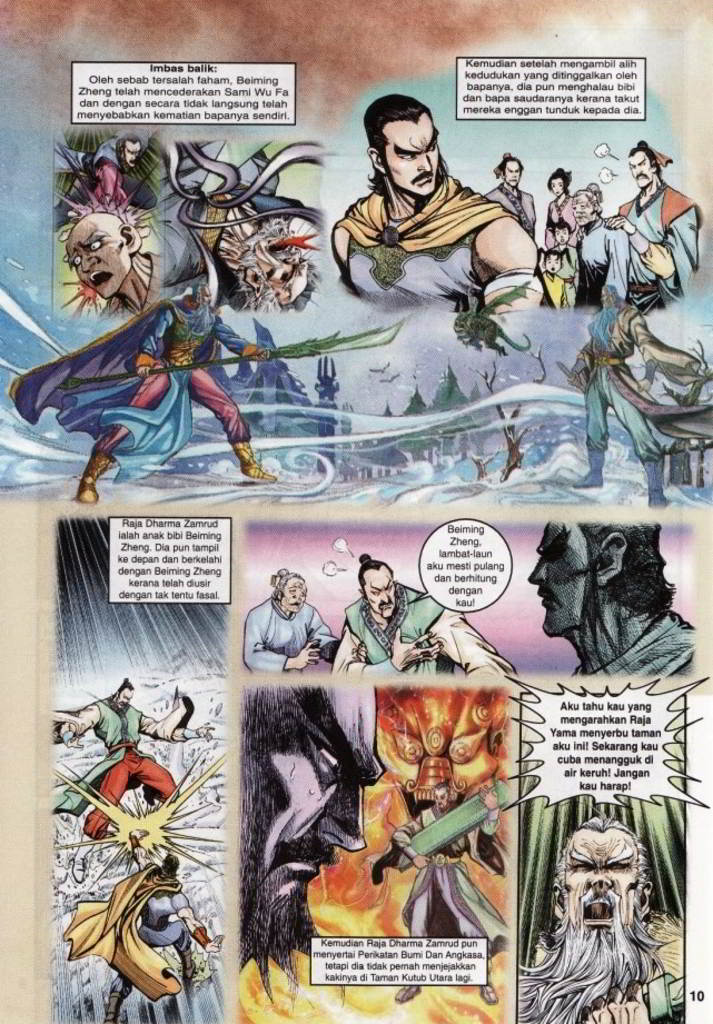 Imbas balik:
Oleh sebab tersalah faham, Beiming
Zheng telah mencederakan Sami Wu Fa
dan dengan secara tidak langsung telah
menyebabkan kematian bapanya sendiri.
Kemudian setelah mengambil alih
kedudukan yang ditinggalkan oleh
bapanya, dia pun menghalau bibi
dan bapa saudaranya kerana takut
mereka enggan tunduk kepada dia.
Raja Dharma Zamrud
ialah anak bibi Beiming
Zheng. Dia pun tampil
ke depan dan berkelahi
dengan Beiming Zheng
kerana telah diusir
dengan tak tentu fasal.
Beiming
Zheng,
lambat-laun
aku mesti pulang
dan berhitung
dengan
kau!
Kemudian Raja Dharma Zamrud pun
menyertai Perikatan Bumi Dan Angkasa,
tetapi dia tidak pernah menjejakkan
kakinya di Taman Kutub Utara lagi.
Aku tahu kau yang
mengarahkan Raja
Yama menyerbu taman
aku ini! Sekarang kau
cuba menangguk di
air keruh! Jangan
kau harap!
10